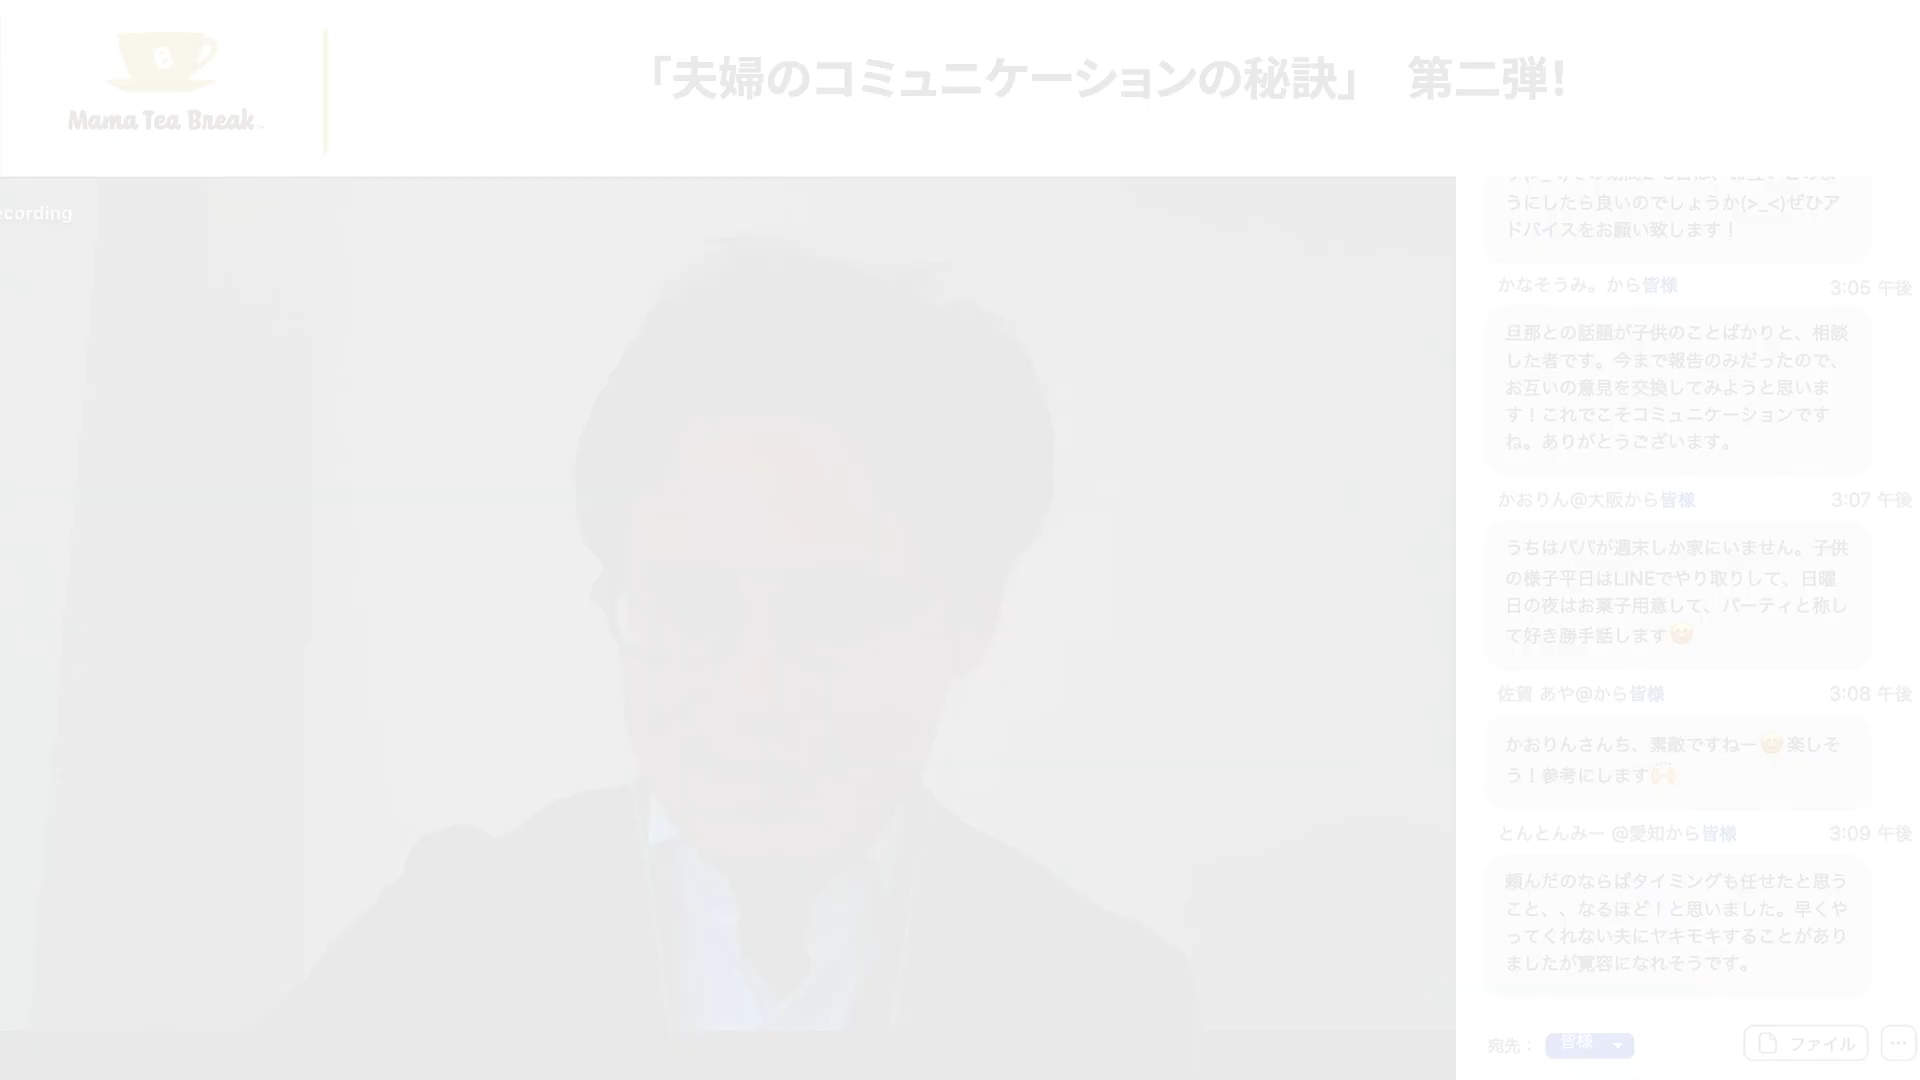 Mama Tea Break
「夫婦のコミュニケーションの秘訣」 第二弾!
ecording
うにしたら良いのでしょうか(>_<)ぜひア
ドバイスをお願い致します！
かなそうみ。から皆様 3:05 午後
旦那との話題が子供のことばかりと、相談
した者です。今まで報告のみだったので、
お互いの意見を交換してみようと思いま
す！これでこそコミュニケーションです
ね。ありがとうございます。
かおりん@大阪から皆様 3:07 午後
うちはパパが週末しか家にいません。子供
の様子平日はLINEでやり取りして、日曜
日の夜はお菓子用意して、パーティと称し
て好き勝手話します
佐賀 あや@から皆様 3:08 午後
かおりんさんち、素敵ですねー😊楽しそ
う！参考にします🙌
とんとんみー @愛知から皆様 3:09 午後
頼んだのならばタイミングも任せたと思う
こと、、なるほど！と思いました。早くや
ってくれない夫にヤキモキすることがあり
ましたが寛容になれそうです。
宛先： 皆様 ファイル